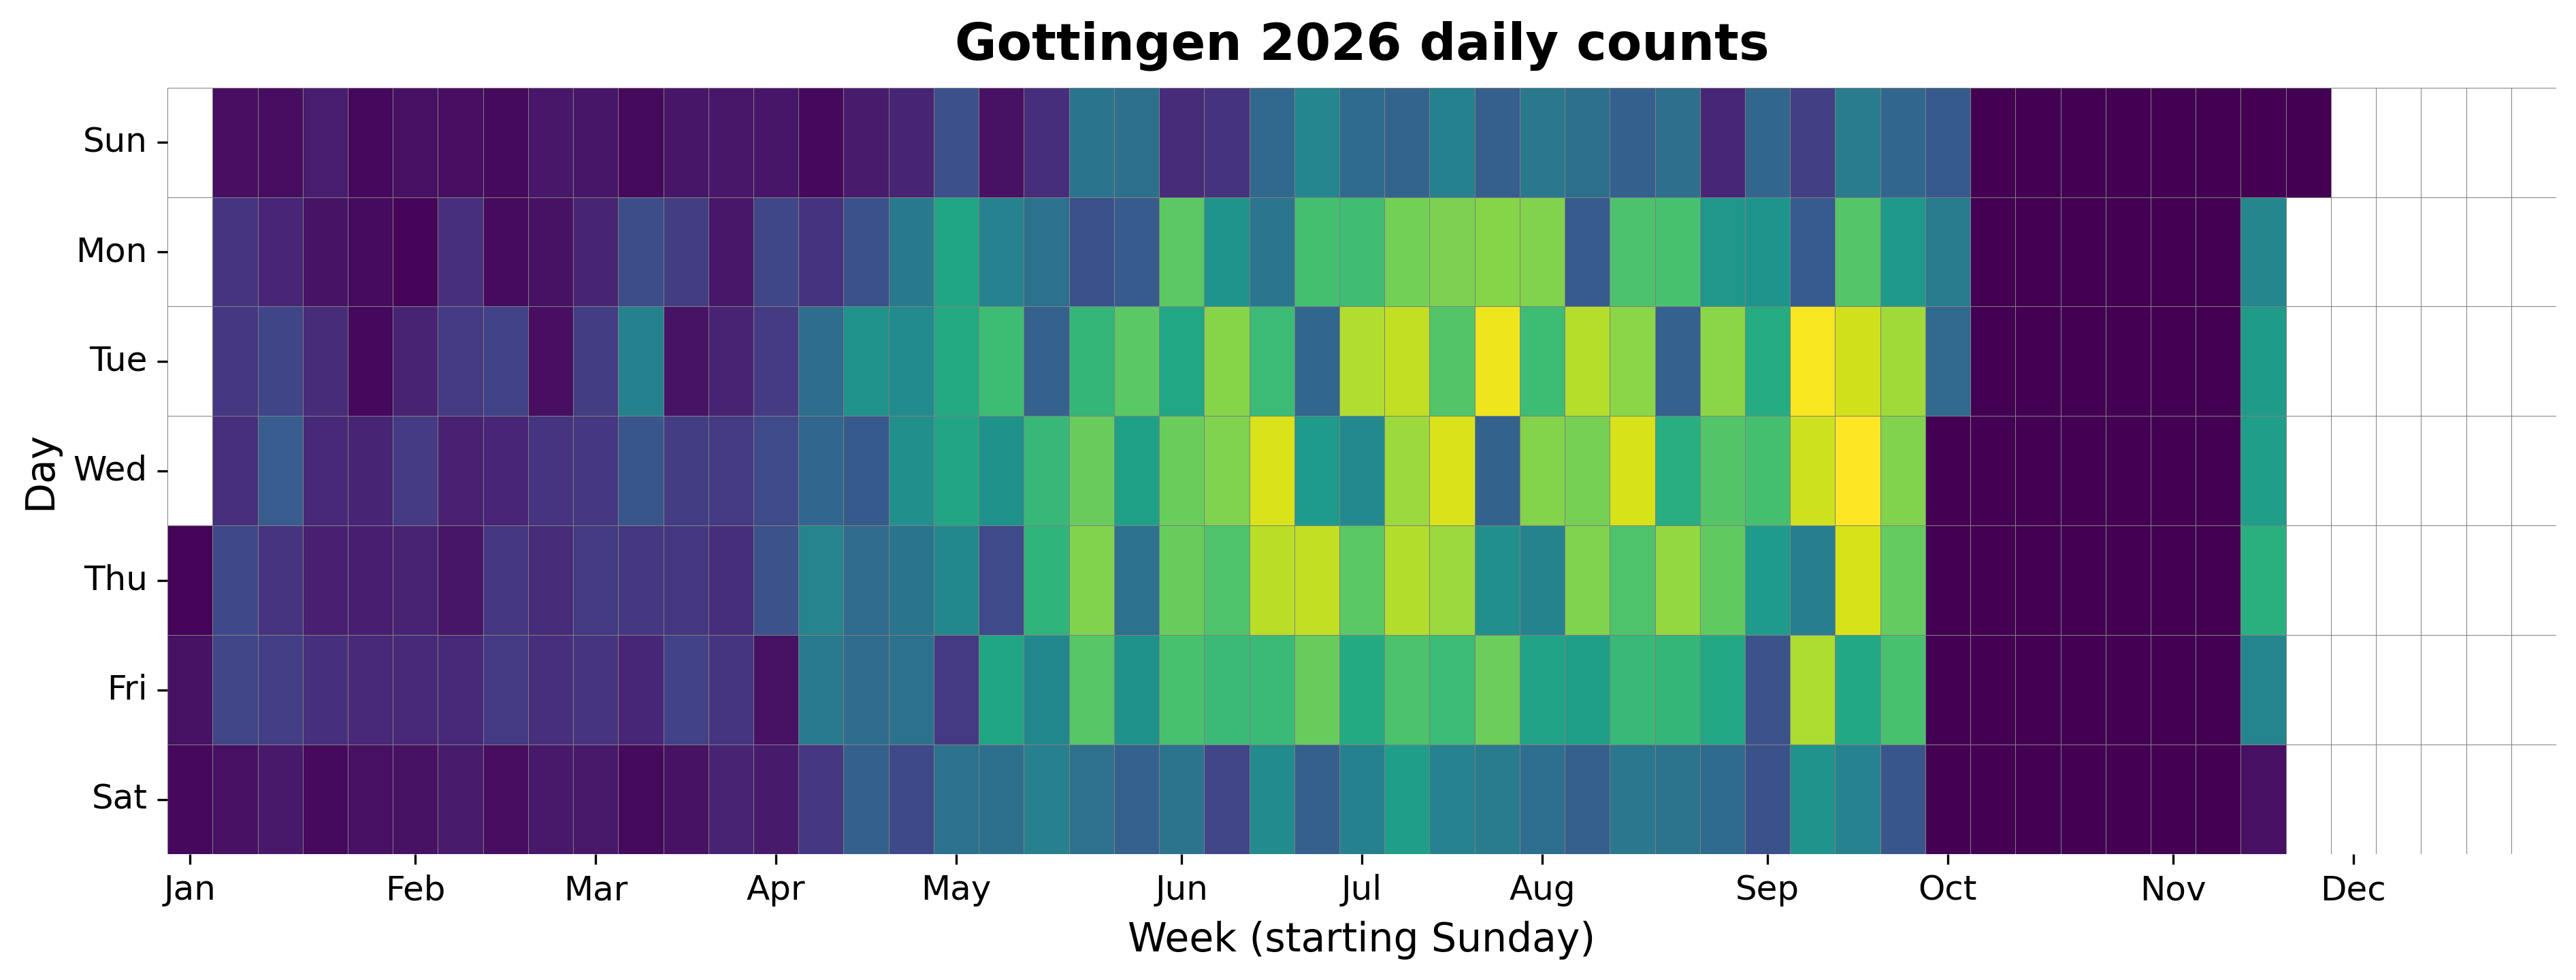 Gottingen 2026 daily counts
Day
Sun
Mon
Tue
Wed
Thu
Fri
Sat
Jan Feb Mar Apr May Jun Jul Aug Sep Oct Nov Dec
Week (starting Sunday)